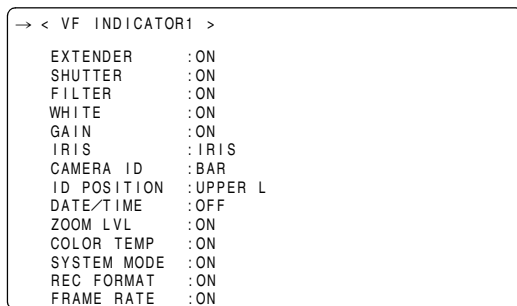 → < VF INDICATOR1 >
EXTENDER :ON
SHUTTER :ON
FILTER :ON
WHITE :ON
GAIN :ON
IRIS :IRIS
CAMERA ID :BAR
ID POSITION :UPPER L
DATE/TIME :OFF
ZOOM LVL :ON
COLOR TEMP :ON
SYSTEM MODE :ON
REC FORMAT :ON
FRAME RATE :ON